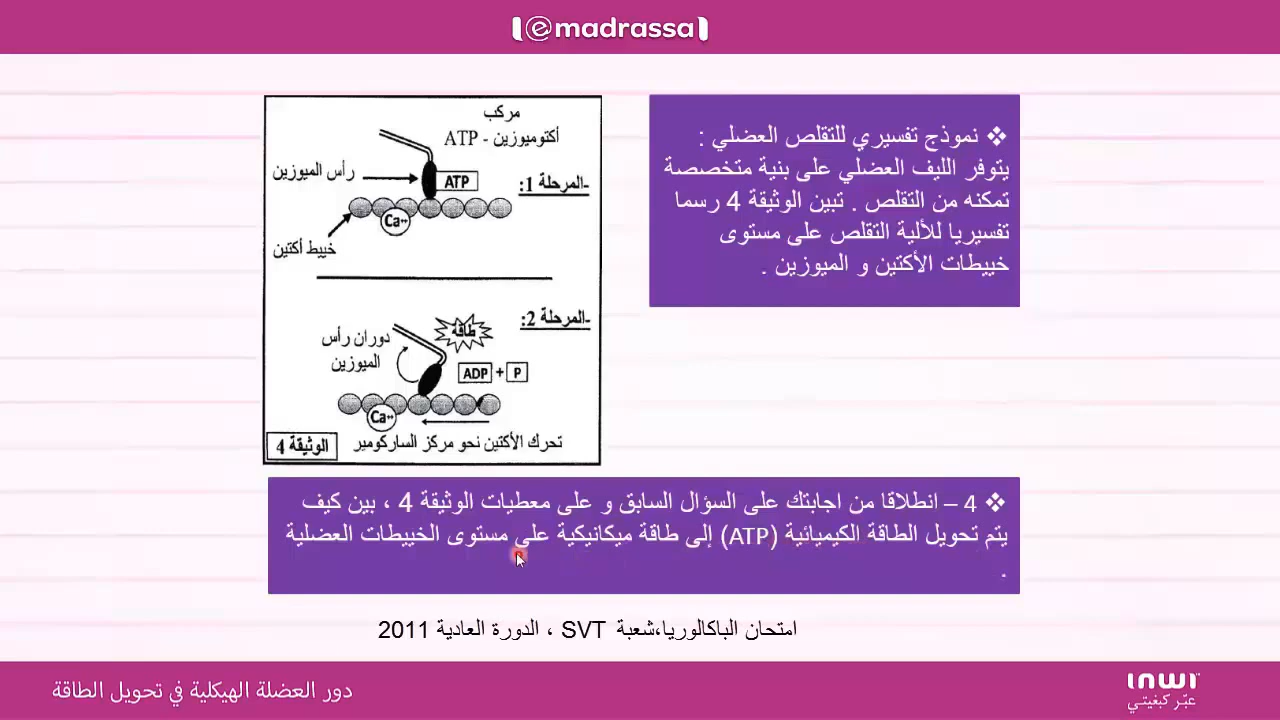 emadrassa
❖ نموذج تفسيري للتقلص العضلي :
يتوفر الليف العضلي على بنية متخصصة
تمكنه من التقلص . تبين الوثيقة 4 رسما
تفسيريا للألية التقلص على مستوى
خييطات الأكتين و الميوزين .
مركب
أكتوميوزين - ATP
رأس الميوزين
ATP
-المرحلة 1:
Ca++
خييط أكتين
-المرحلة 2:
طاقة
دوران رأس
الميوزين
ADP + P
Ca++
تحرك الأكتين نحو مركز الساركومير
الوثيقة 4
❖ 4 – انطلاقا من اجابتك على السؤال السابق و على معطيات الوثيقة 4 ، بين كيف
يتم تحويل الطاقة الكيميائية (ATP) إلى طاقة ميكانيكية على مستوى الخييطات العضلية
.
امتحان الباكالوريا،شعبة SVT ، الدورة العادية 2011
دور العضلة الهيكلية في تحويل الطاقة
inwi
عبّر كبغيتي